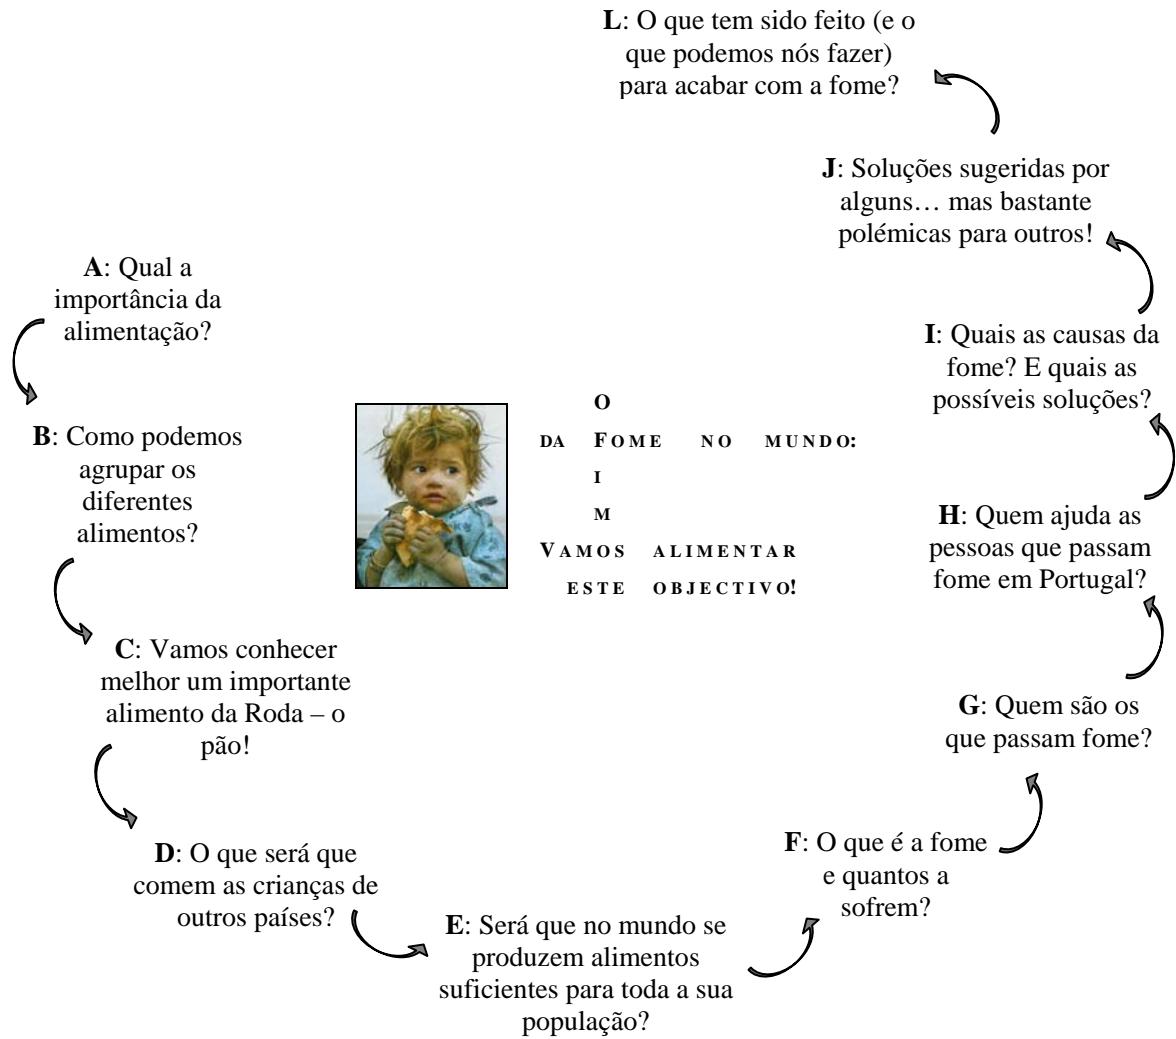 A: Qual a
importância da
alimentação?
B: Como podemos
agrupar os
diferentes
alimentos?
C: Vamos conhecer
melhor um importante
alimento da Roda – o
pão!
D: O que será que
comem as crianças de
outros países?
E: Será que no mundo se
produzem alimentos
suficientes para toda a sua
população?
F: O que é a fome
e quantos a
sofrem?
G: Quem são os
que passam fome?
H: Quem ajuda as
pessoas que passam
fome em Portugal?
I: Quais as causas da
fome? E quais as
possíveis soluções?
J: Soluções sugeridas por
alguns… mas bastante
polémicas para outros!
L: O que tem sido feito (e o
que podemos nós fazer)
para acabar com a fome?
O
DA FOME NO MUNDO:
I
M
VAMOS ALIMENTAR
ESTE OBJECTIVO!